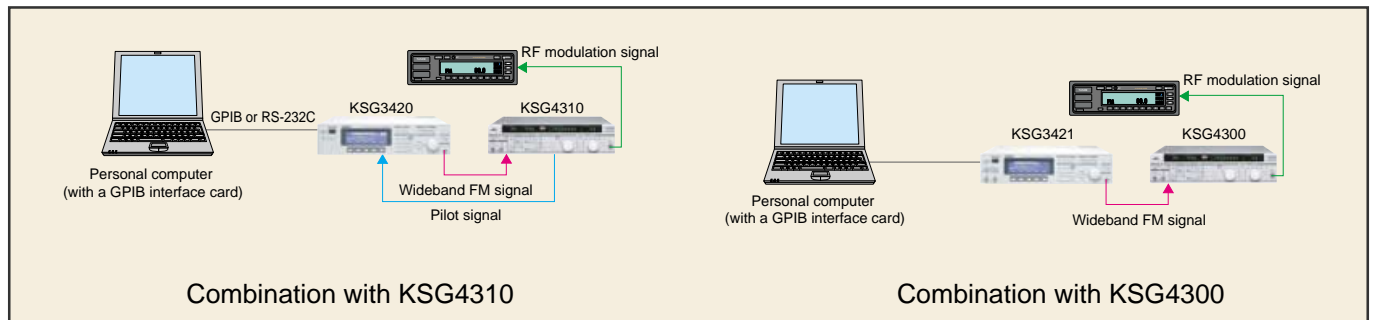 RF modulation signal
KSG3420
KSG4310
GPIB or RS-232C
Personal computer
(with a GPIB interface card)
Wideband FM signal
Pilot signal
Combination with KSG4310
RF modulation signal
KSG3421
KSG4300
Personal computer
(with a GPIB interface card)
Wideband FM signal
Combination with KSG4300